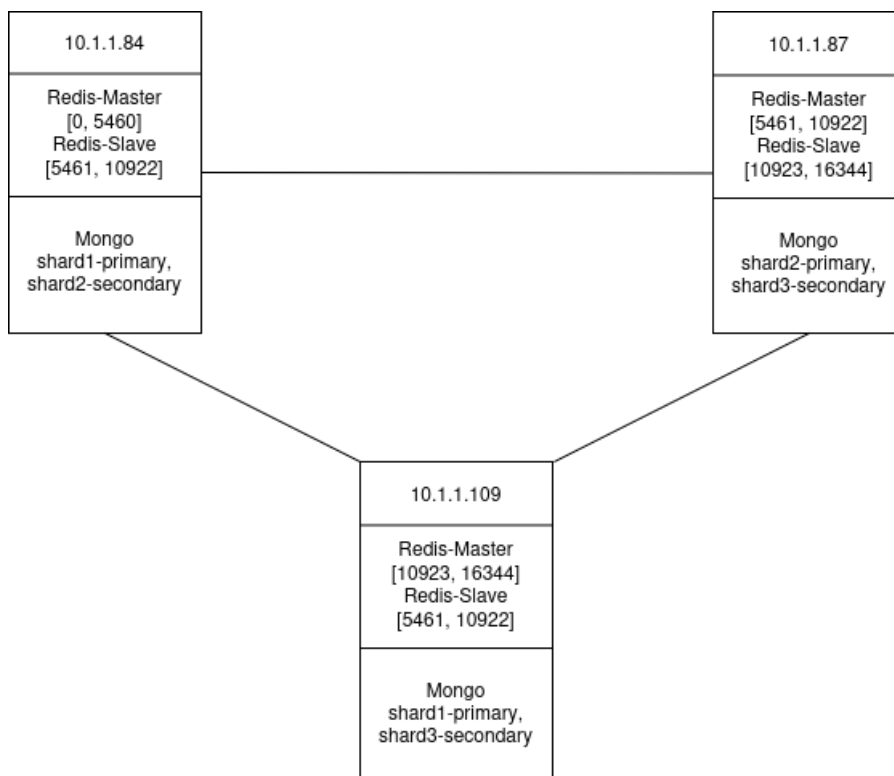 10.1.1.84
Redis-Master
[0, 5460]
Redis-Slave
[5461, 10922]
Mongo
shard1-primary,
shard2-secondary
10.1.1.87
Redis-Master
[5461, 10922]
Redis-Slave
[10923, 16344]
Mongo
shard2-primary,
shard3-secondary
10.1.1.109
Redis-Master
[10923, 16344]
Redis-Slave
[5461, 10922]
Mongo
shard1-primary,
shard3-secondary